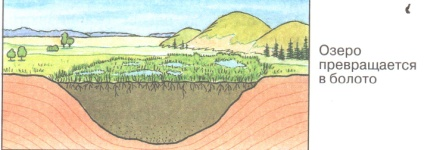 Озеро
превращается
в болото